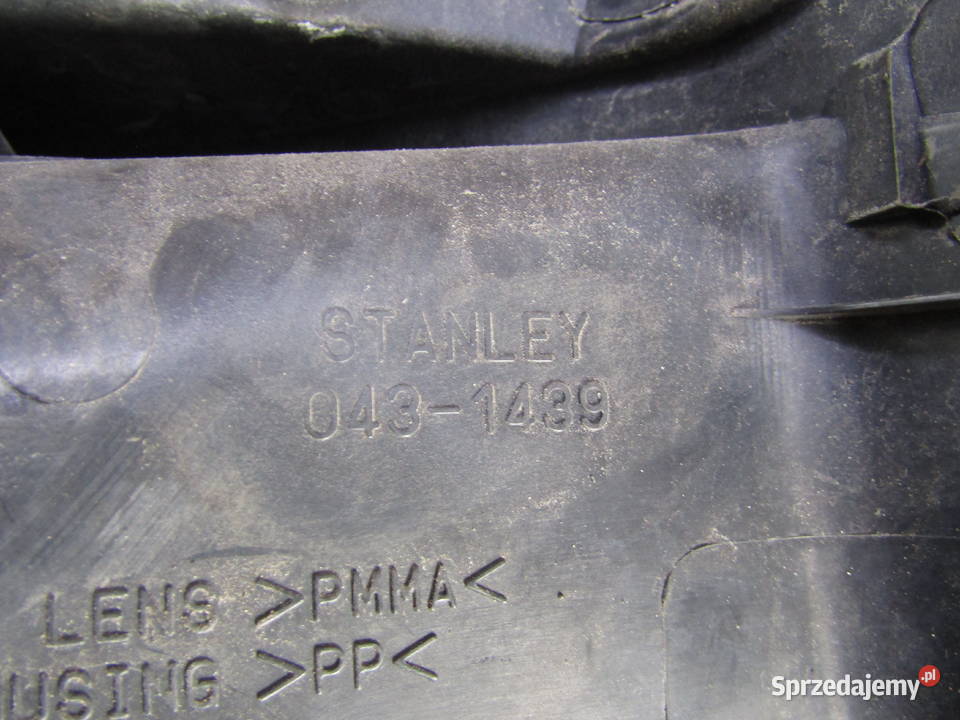 STANLEY
043-1439
LENS >PMMA<
USING >PP<
Sprzedajemy.pl